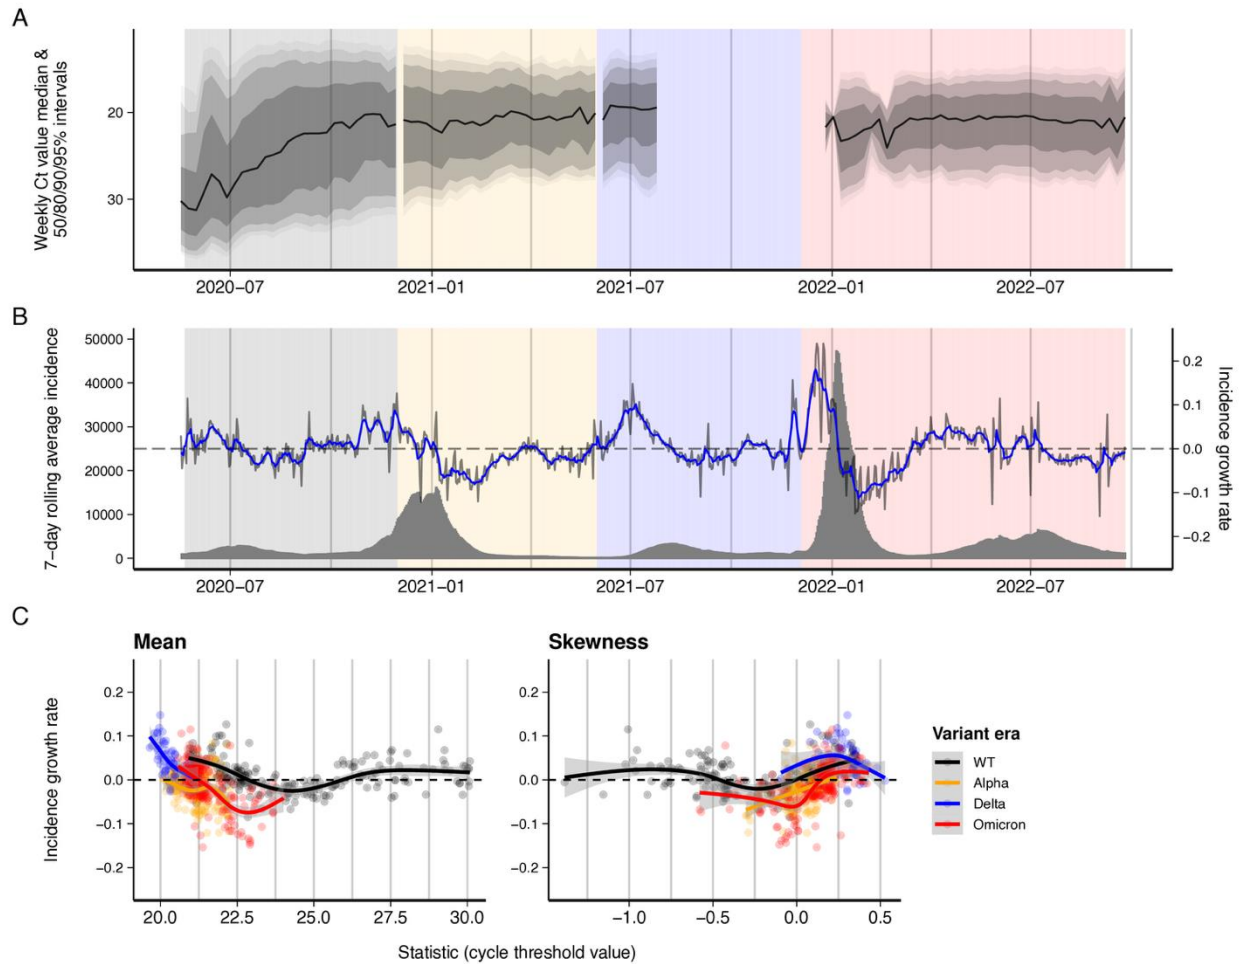 A
Weekly Ct value median &
50/80/90/95% intervals
20
30
2020−07
2021−01
2021−07
2022−01
2022−07
B
7−day rolling average incidence
50000
40000
30000
20000
10000
0
0.2
0.1
0.0
−0.1
−0.2
Incidence growth rate
2020−07
2021−01
2021−07
2022−01
2022−07
C
Mean
Incidence growth rate
0.2
0.1
0.0
−0.1
−0.2
20.0
22.5
25.0
27.5
30.0
Skewness
0.2
0.1
0.0
−0.1
−0.2
−1.0
−0.5
0.0
0.5
Statistic (cycle threshold value)
Variant era
WT
Alpha
Delta
Omicron